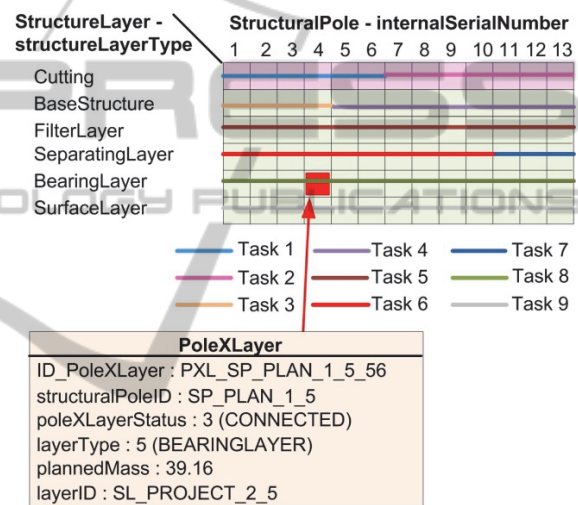 StructureLayer -
structureLayerType
StructuralPole - internalSerialNumber
1 2 3 4 5 6 7 8 9 10 11 12 13
Cutting
BaseStructure
FilterLayer
SeparatingLayer
BearingLayer
SurfaceLayer
OLOGY PUBLICATIONS
Task 1 Task 4 Task 7
Task 2 Task 5 Task 8
Task 3 Task 6 Task 9
PoleXLayer
ID_PoleXLayer : PXL_SP_PLAN_1_5_56
structuralPoleID : SP_PLAN_1_5
poleXLayerStatus : 3 (CONNECTED)
layerType : 5 (BEARINGLAYER)
plannedMass : 39.16
layerID : SL_PROJECT_2_5